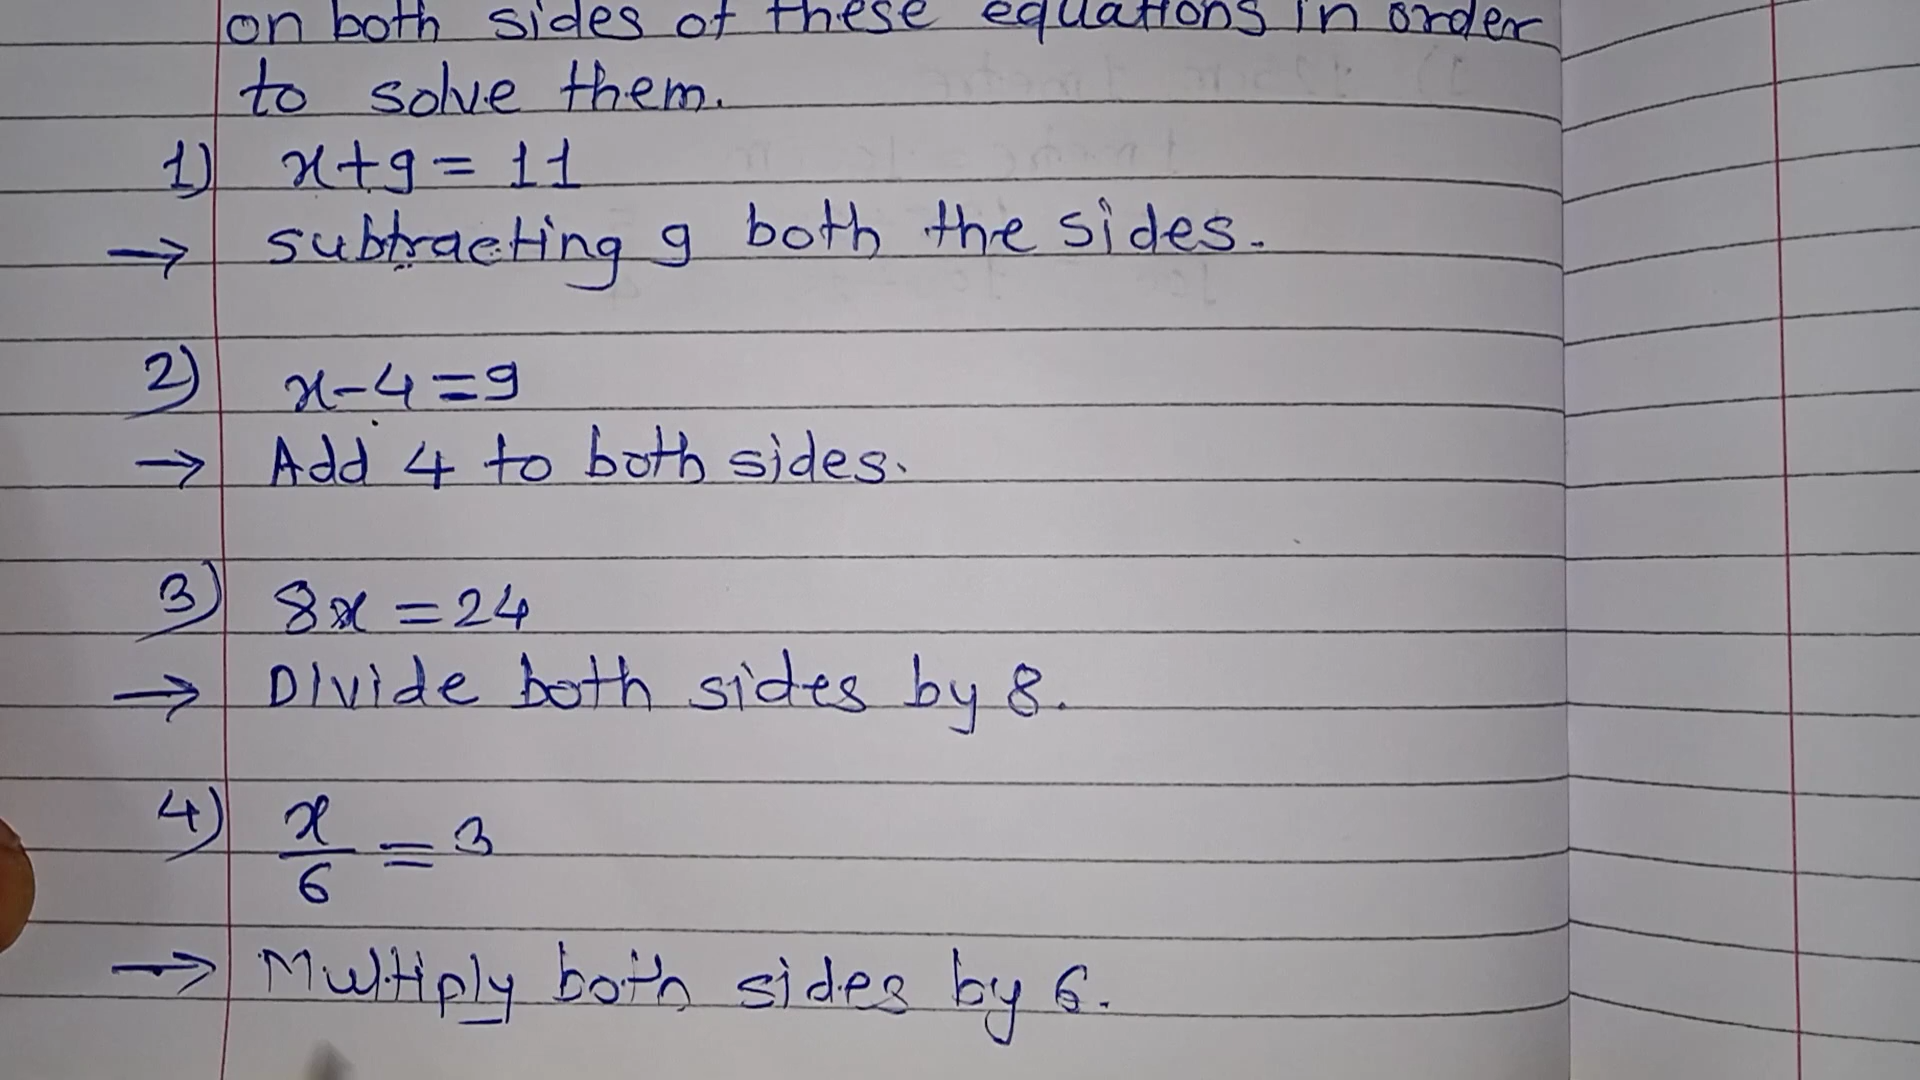 on both sides of these equations in order
to solve them.
1) x+9 = 11
→ subtracting 9 both the sides.
2) x-4=9
→ Add 4 to both sides.
3) 8x = 24
→ Divide both sides by 8.
4) x/6 = 3
→ Multiply both sides by 6.